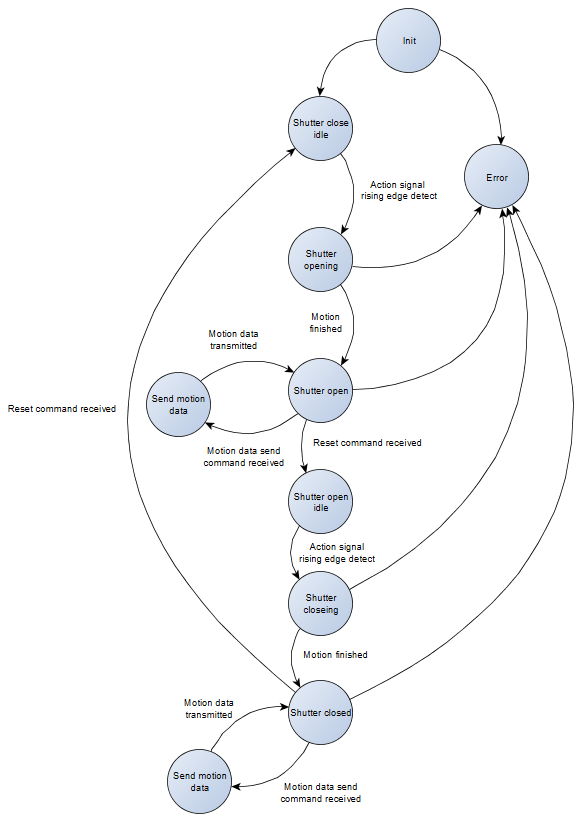 Init
Shutter close
idle
Error
Action signal
rising edge detect
Shutter
opening
Motion
finished
Motion data
transmitted
Send motion
data
Shutter open
Reset command received
Motion data send
command received
Reset command received
Shutter open
idle
Action signal
rising edge detect
Shutter
closeing
Motion finished
Motion data
transmitted
Shutter closed
Send motion
data
Motion data send
command received